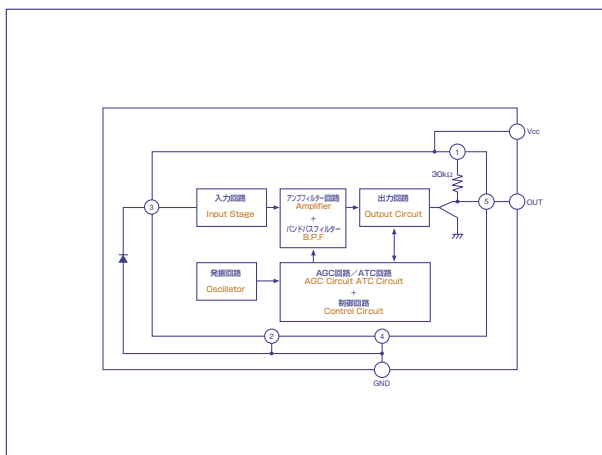 Vcc
1
30kΩ
入力回路
Input Stage
アンプフィルター回路
Amplifier
+
バンドパスフィルター
B.P.F
出力回路
Output Circuit
3
5
OUT
発振回路
Oscillator
AGC回路／ATC回路
AGC Circuit ATC Circuit
+
制御回路
Control Circuit
2
4
GND